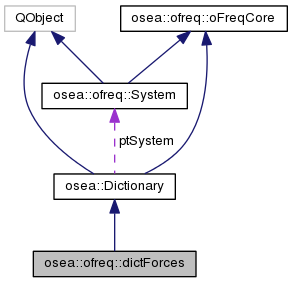 QObject
osea::ofreq::oFreqCore
osea::ofreq::System
ptSystem
osea::Dictionary
osea::ofreq::dictForces